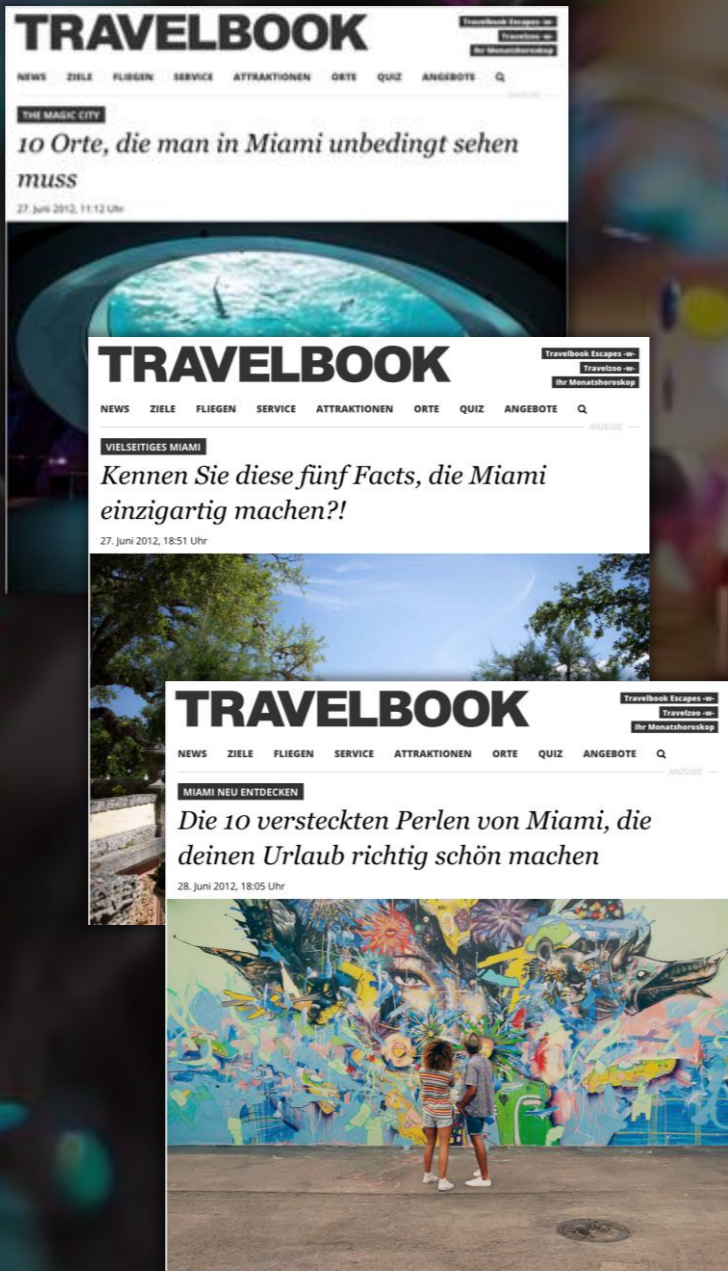 TRAVELBOOK
Travelbook Escapes -w-
Travelzoo -w-
Ihr Monatshoroskop
NEWS ZIELE FLIEGEN SERVICE ATTRAKTIONEN ORTE QUIZ ANGEBOTE
ANZEIGE
THE MAGIC CITY
10 Orte, die man in Miami unbedingt sehen
muss
27. Juni 2012, 11:12 Uhr
TRAVELBOOK
Travelbook Escapes -w-
Travelzoo -w-
Ihr Monatshoroskop
NEWS ZIELE FLIEGEN SERVICE ATTRAKTIONEN ORTE QUIZ ANGEBOTE
ANZEIGE
VIELSEITIGES MIAMI
Kennen Sie diese fünf Facts, die Miami
einzigartig machen?!
27. Juni 2012, 18:51 Uhr
TRAVELBOOK
Travelbook Escapes -w-
Travelzoo -w-
Ihr Monatshoroskop
NEWS ZIELE FLIEGEN SERVICE ATTRAKTIONEN ORTE QUIZ ANGEBOTE
ANZEIGE
MIAMI NEU ENTDECKEN
Die 10 versteckten Perlen von Miami, die
deinen Urlaub richtig schön machen
28. Juni 2012, 18:05 Uhr